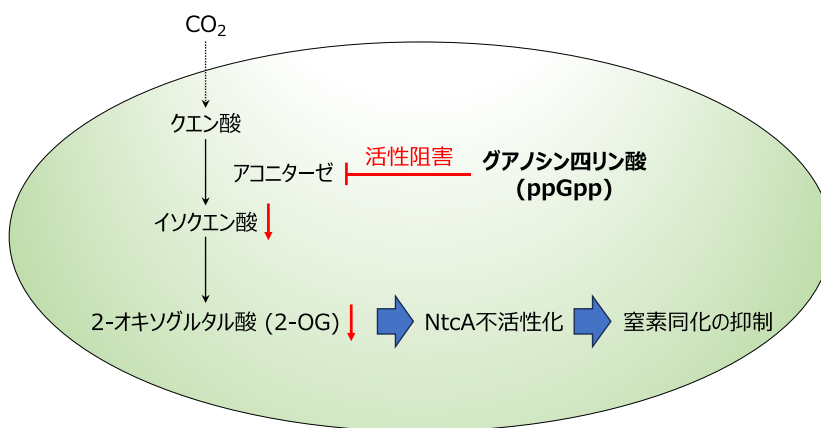 CO₂
クエン酸
活性阻害
アコニターゼ
グアノシン四リン酸
(ppGpp)
イソクエン酸
2-オキソグルタル酸 (2-OG)
NtcA不活性化
窒素同化の抑制